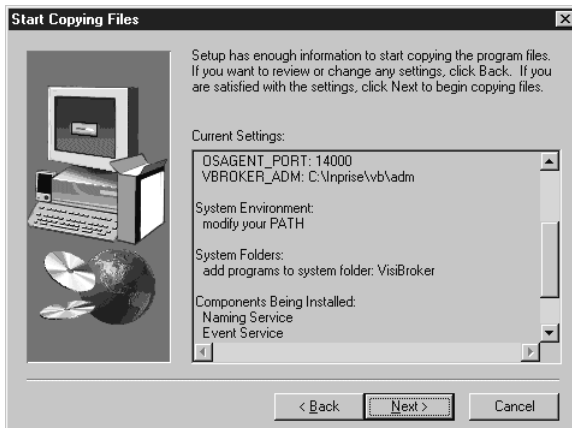 Start Copying Files
Setup has enough information to start copying the program files.
If you want to review or change any settings, click Back. If you
are satisfied with the settings, click Next to begin copying files.
Current Settings:
OSAGENT_PORT: 14000
VBROKER_ADM: C:\Inprise\vb\adm
System Environment:
modify your PATH
System Folders:
add programs to system folder: VisiBroker
Components Being Installed:
Naming Service
Event Service
< Back
Next >
Cancel